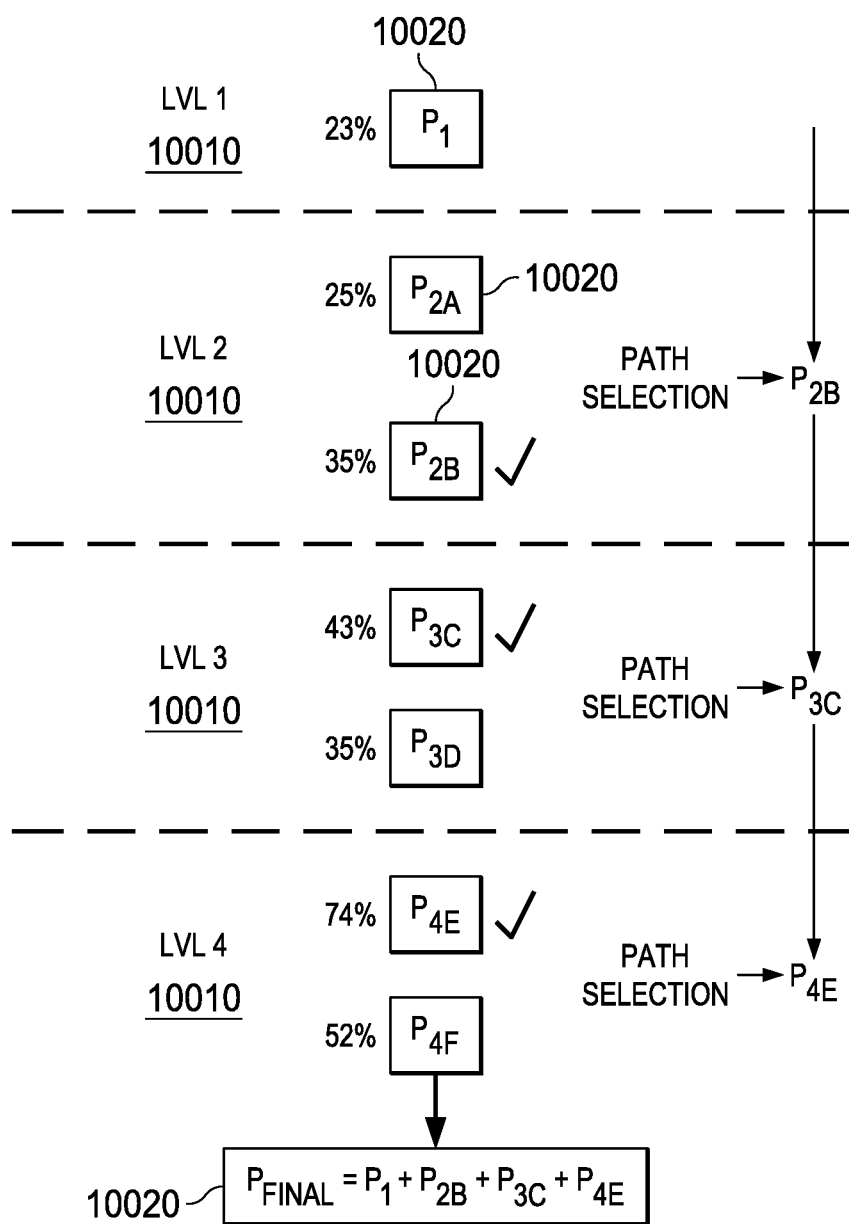 10020
LVL 1
10010
23%
P1
25%
P2A
10020
LVL 2
10010
10020
35%
P2B
PATH
SELECTION
P2B
LVL 3
10010
43%
P3C
35%
P3D
PATH
SELECTION
P3C
LVL 4
10010
74%
P4E
52%
P4F
PATH
SELECTION
P4E
PFINAL = P1 + P2B + P3C + P4E
10020